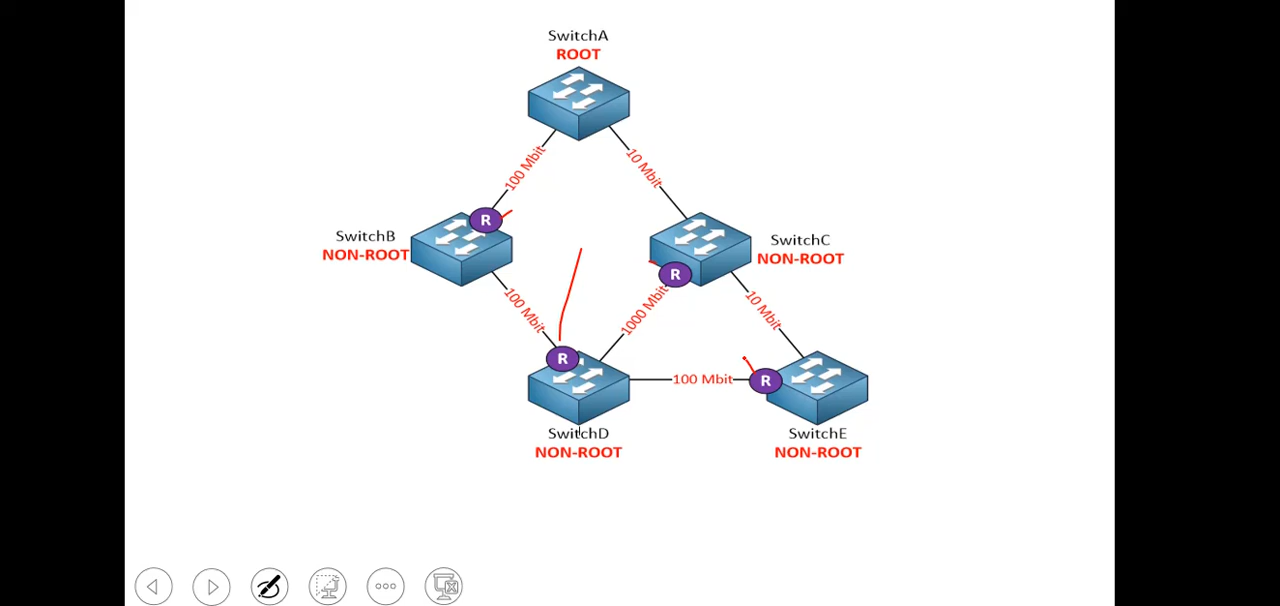 SwitchA
ROOT
100 Mbit
10 Mbit
R
SwitchB
NON-ROOT
SwitchC
NON-ROOT
R
100 Mbit
1000 Mbit
10 Mbit
R
100 Mbit
R
SwitchD
NON-ROOT
SwitchE
NON-ROOT